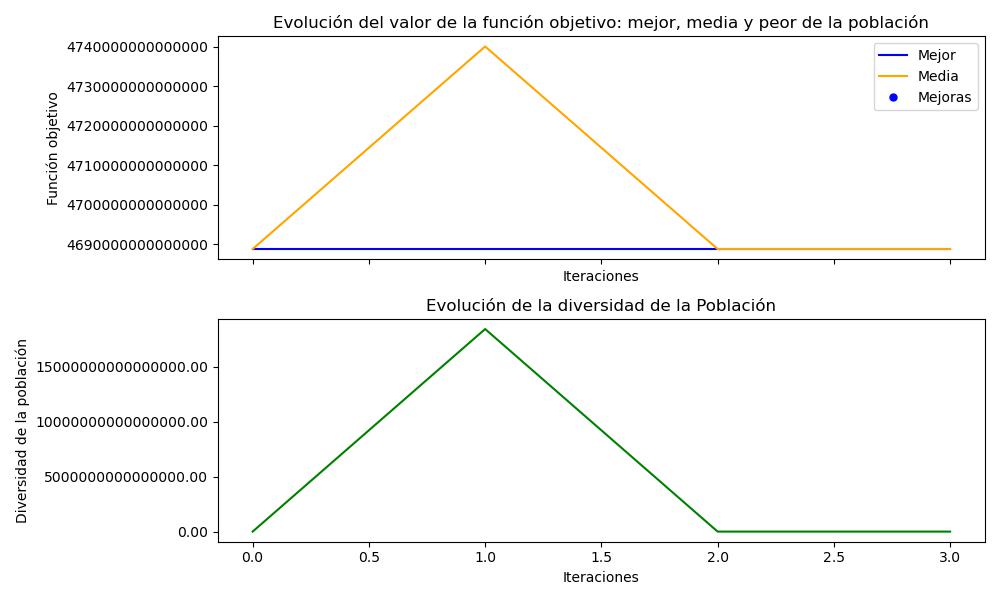 Evolución del valor de la función objetivo: mejor, media y peor de la población
4740000000000000
4730000000000000
4720000000000000
4710000000000000
4700000000000000
4690000000000000
Función objetivo
Mejor
Media
Mejoras
Iteraciones
Evolución de la diversidad de la Población
15000000000000000.00
10000000000000000.00
5000000000000000.00
0.00
Diversidad de la población
0.0 0.5 1.0 1.5 2.0 2.5 3.0
Iteraciones